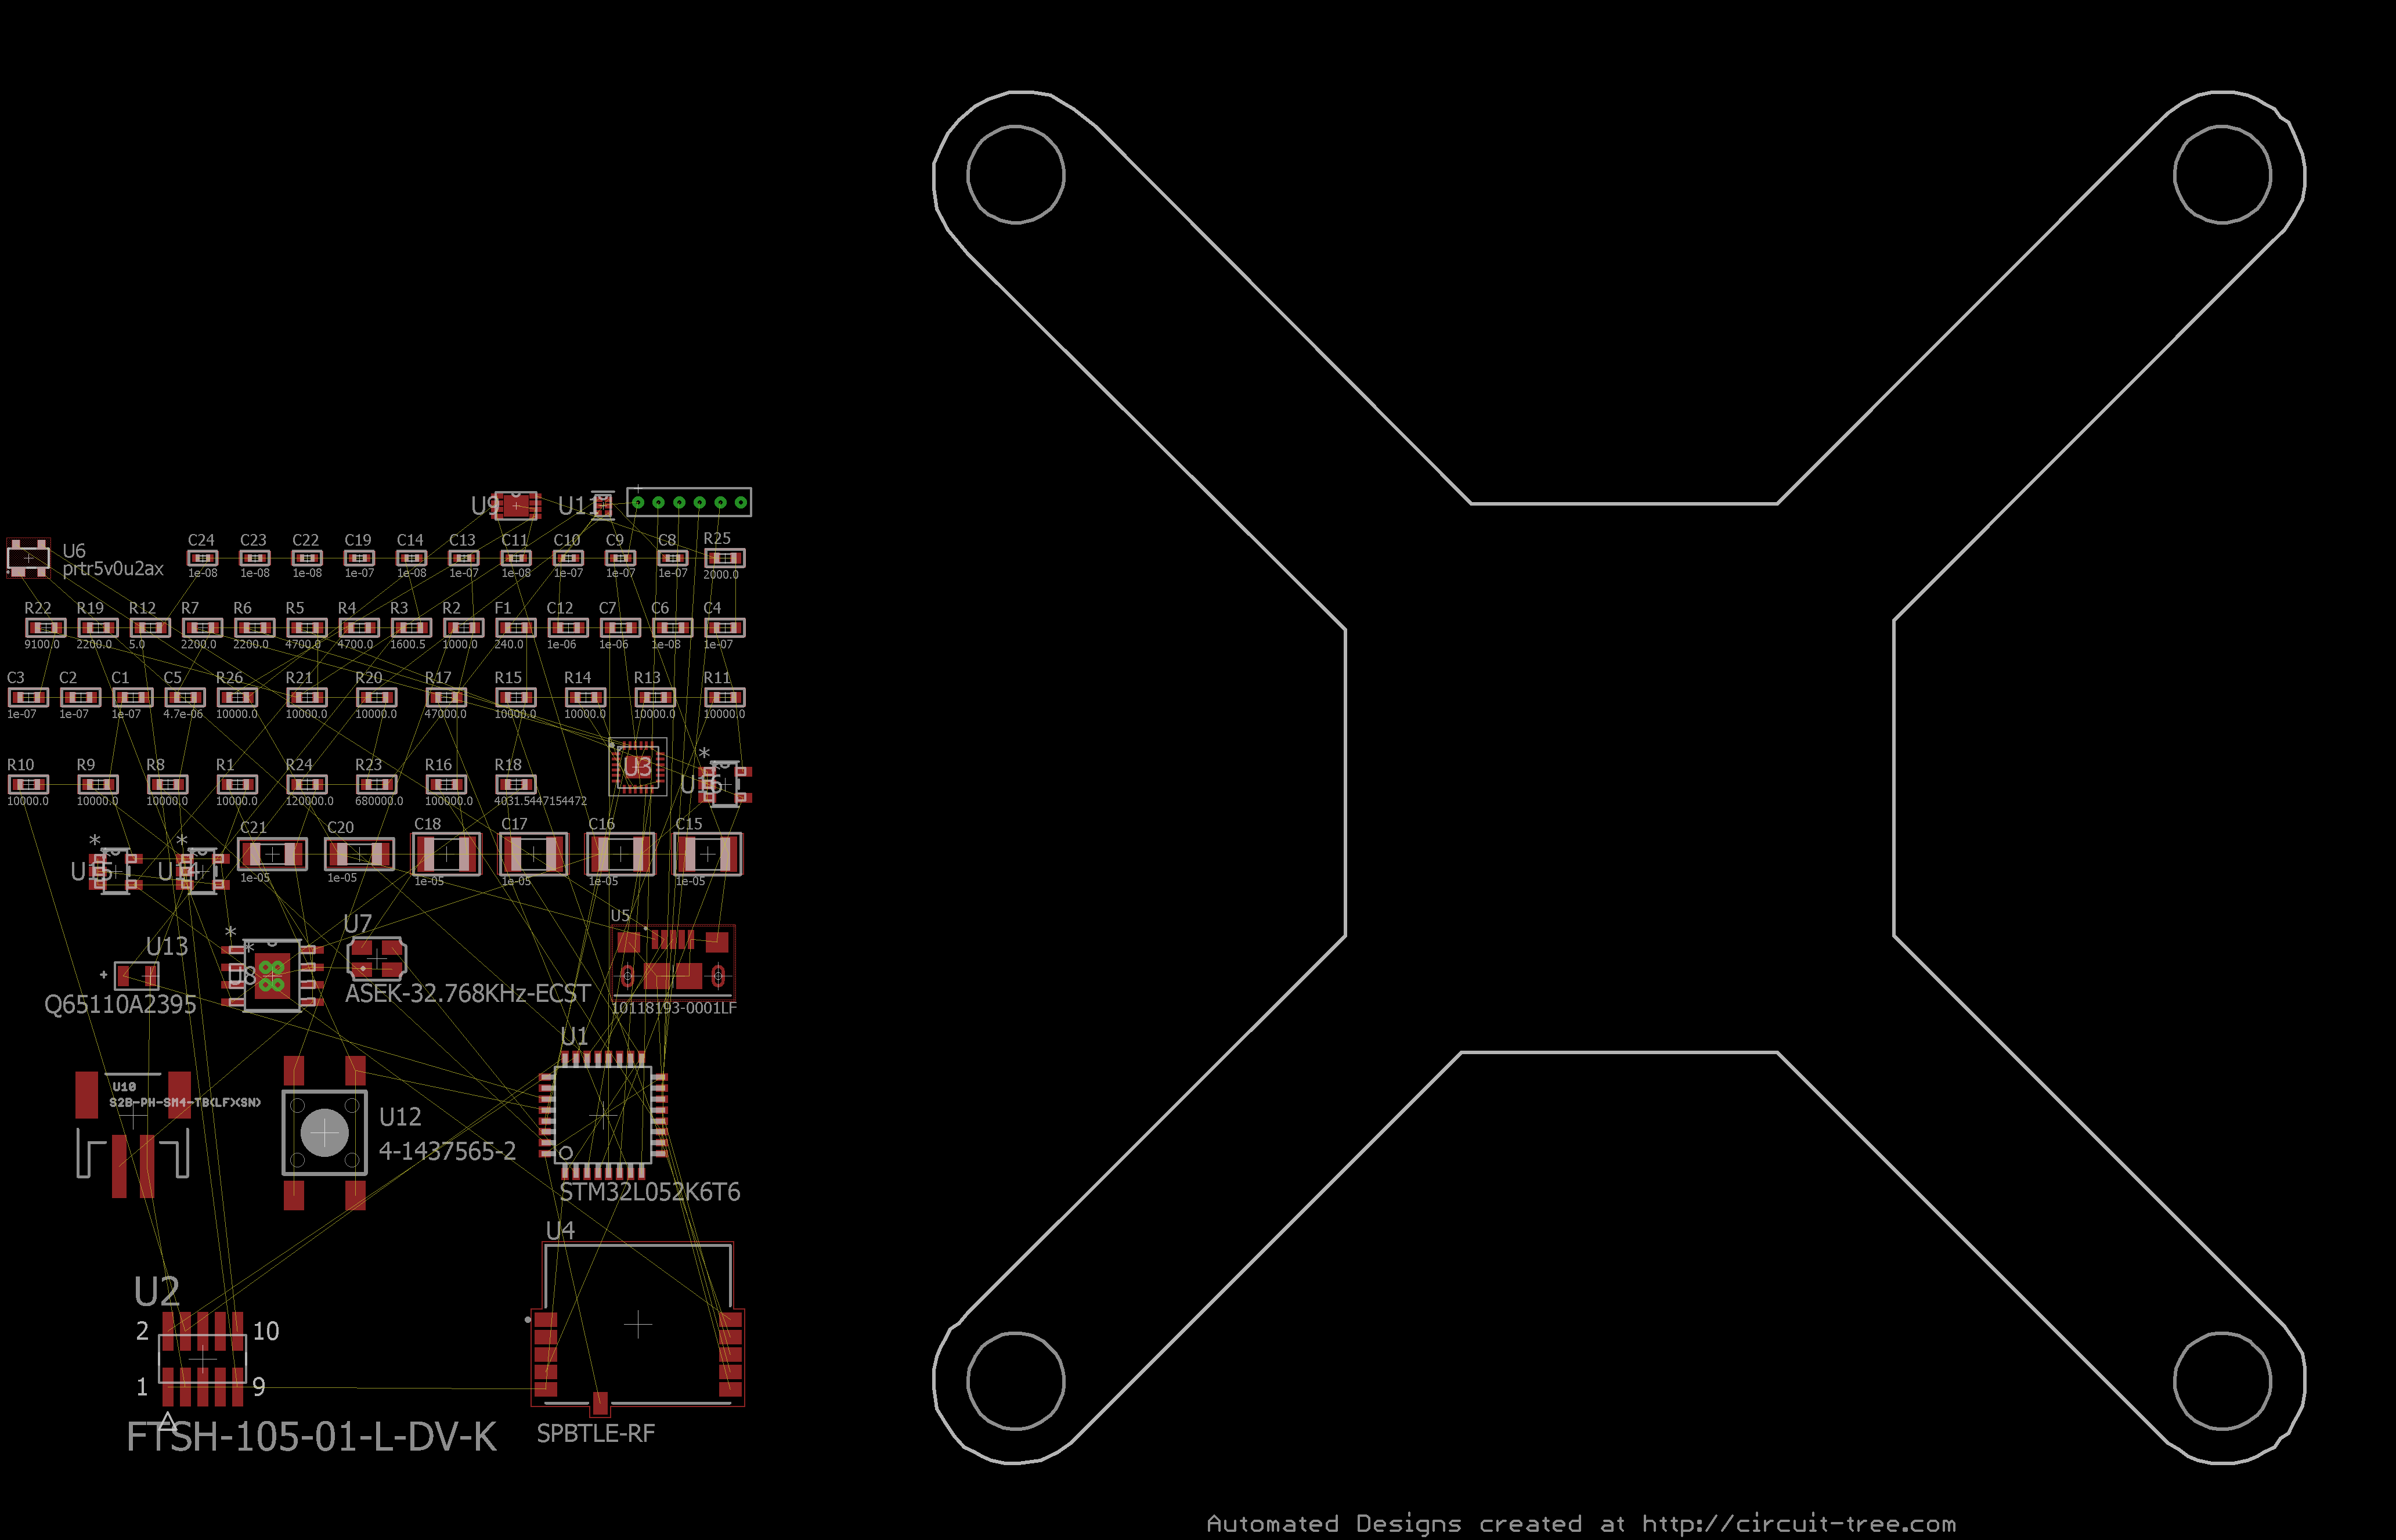 U9 U11
C24 C23 C22 C19 C14 C13 C11 C10 C9 C8 R25
U6
prtr5v0u2ax
1e-08 1e-08 1e-08 1e-07 1e-08 1e-07 1e-08 1e-07 1e-07 1e-07 2000.0
R22 R19 R12 R7 R6 R5 R4 R3 R2 F1 C12 C7 C6 C4
9100.0 2200.0 5.0 2200.0 2200.0 4700.0 4700.0 1600.5 1000.0 240.0 1e-06 1e-06 1e-08 1e-07
C3 C2 C1 C5 R26 R21 R20 R17 R15 R14 R13 R11
1e-07 1e-07 1e-07 4.7e-06 10000.0 10000.0 10000.0 47000.0 10000.0 10000.0 10000.0 10000.0
*
R10 R9 R8 R1 R24 R23 R16 R18 U3
10000.0 10000.0 10000.0 10000.0 120000.0 680000.0 100000.0 4031.5447154472
C21 C20 C18 C17 C16 C15
* *
U15 U14
1e-05 1e-05 1e-05 1e-05 1e-05 1e-05
U7 U5
* *
U13
+ U8
Q65110A2395 ASEK-32.768KHz-ECST 10118193-0001LF
U1
U10
S2B-PH-SM4-TB(LF)(SN)
U12
4-1437565-2
STM32L052K6T6
U4
U2
2 10
1 9
FTSH-105-01-L-DV-K SPBTLE-RF
Automated Designs created at http://circuit-tree.com